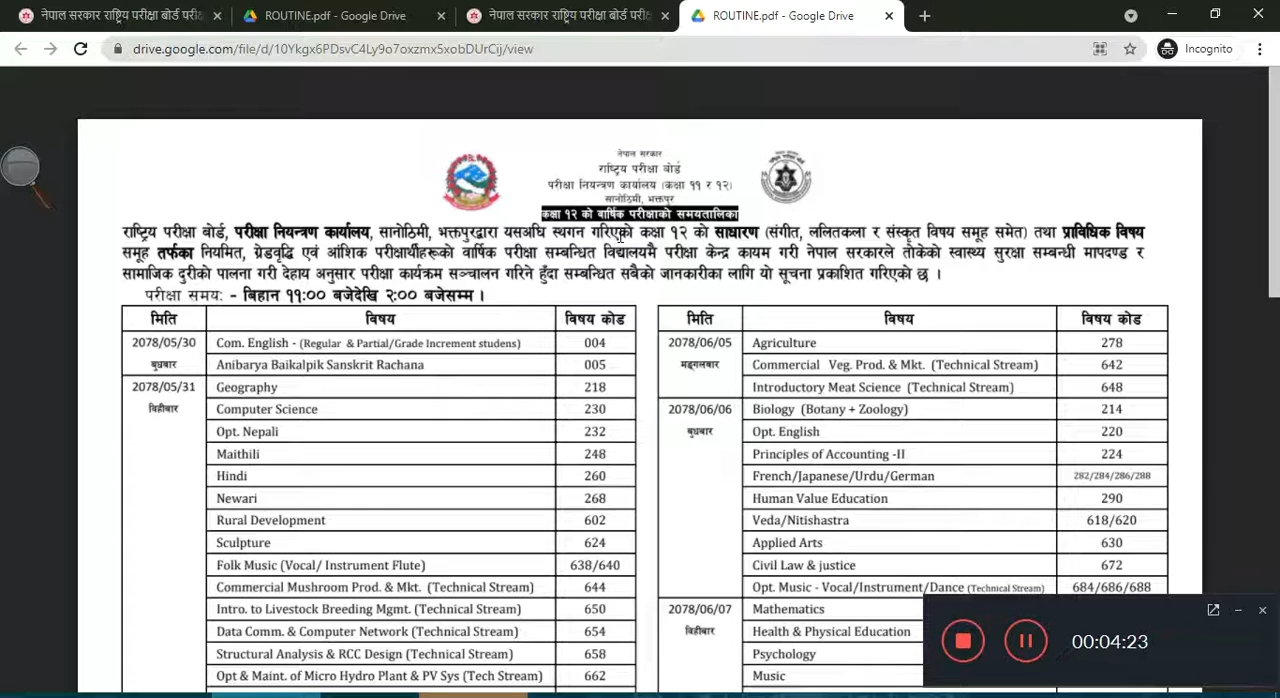 नेपाल सरकार राष्ट्रिय परीक्षा बोर्ड परी
ROUTINE.pdf - Google Drive
नेपाल सरकार राष्ट्रिय परीक्षा बोर्ड परी
ROUTINE.pdf - Google Drive
drive.google.com/file/d/10Ykgx6PDsvC4Ly9o7oxzmx5xobDUrCij/view
Incognito
नेपाल सरकार
राष्ट्रिय परीक्षा बोर्ड
परीक्षा नियन्त्रण कार्यालय (कक्षा ११ र १२)
सानोठिमी, भक्तपुर
कक्षा १२ को वार्षिक परीक्षाको समयतालिका
राष्ट्रिय परीक्षा बोर्ड, परीक्षा नियन्त्रण कार्यालय, सानोठिमी, भक्तपुरद्वारा यसअघि स्थगन गरिएको कक्षा १२ को साधारण (संगीत, ललितकला र संस्कृत विषय समूह समेत) तथा प्राविधिक विषय
समूह तर्फका नियमित, ग्रेडवृद्धि एवं आंशिक परीक्षार्थीहरूको वार्षिक परीक्षा सम्बन्धित विद्यालयमै परीक्षा केन्द्र कायम गरी नेपाल सरकारले तोकेको स्वास्थ्य सुरक्षा सम्बन्धी मापदण्ड र
सामाजिक दुरीको पालना गरी देहाय अनुसार परीक्षा कार्यक्रम सञ्चालन गरिने हुँदा सम्बन्धित सबैको जानकारीका लागि यो सूचना प्रकाशित गरिएको छ ।
परीक्षा समय: - बिहान ११:०० बजेदेखि २:०० बजेसम्म ।
मिति विषय विषय कोड
2078/05/30 Com. English - (Regular & Partial/Grade Increment studens) 004
बुधबार Anibarya Baikalpik Sanskrit Rachana 005
2078/05/31 Geography 218
विहीबार Computer Science 230
Opt. Nepali 232
Maithili 248
Hindi 260
Newari 268
Rural Development 602
Sculpture 624
Folk Music (Vocal/ Instrument Flute) 638/640
Commercial Mushroom Prod. & Mkt. (Technical Stream) 644
Intro. to Livestock Breeding Mgmt. (Technical Stream) 650
Data Comm. & Computer Network (Technical Stream) 654
Structural Analysis & RCC Design (Technical Stream) 658
Opt & Maint. of Micro Hydro Plant & PV Sys (Tech Stream) 662
मिति विषय विषय कोड
2078/06/05 Agriculture 278
मङ्गलबार Commercial Veg. Prod. & Mkt. (Technical Stream) 642
Introductory Meat Science (Technical Stream) 648
2078/06/06 Biology (Botany + Zoology) 214
बुधबार Opt. English 220
Principles of Accounting -II 224
French/Japanese/Urdu/German 282/284/286/288
Human Value Education 290
Veda/Nitishastra 618/620
Applied Arts 630
Civil Law & justice 672
Opt. Music - Vocal/Instrument/Dance (Technical Stream) 684/686/688
2078/06/07 Mathematics
विहीबार Health & Physical Education
Psychology
Music
00:04:23